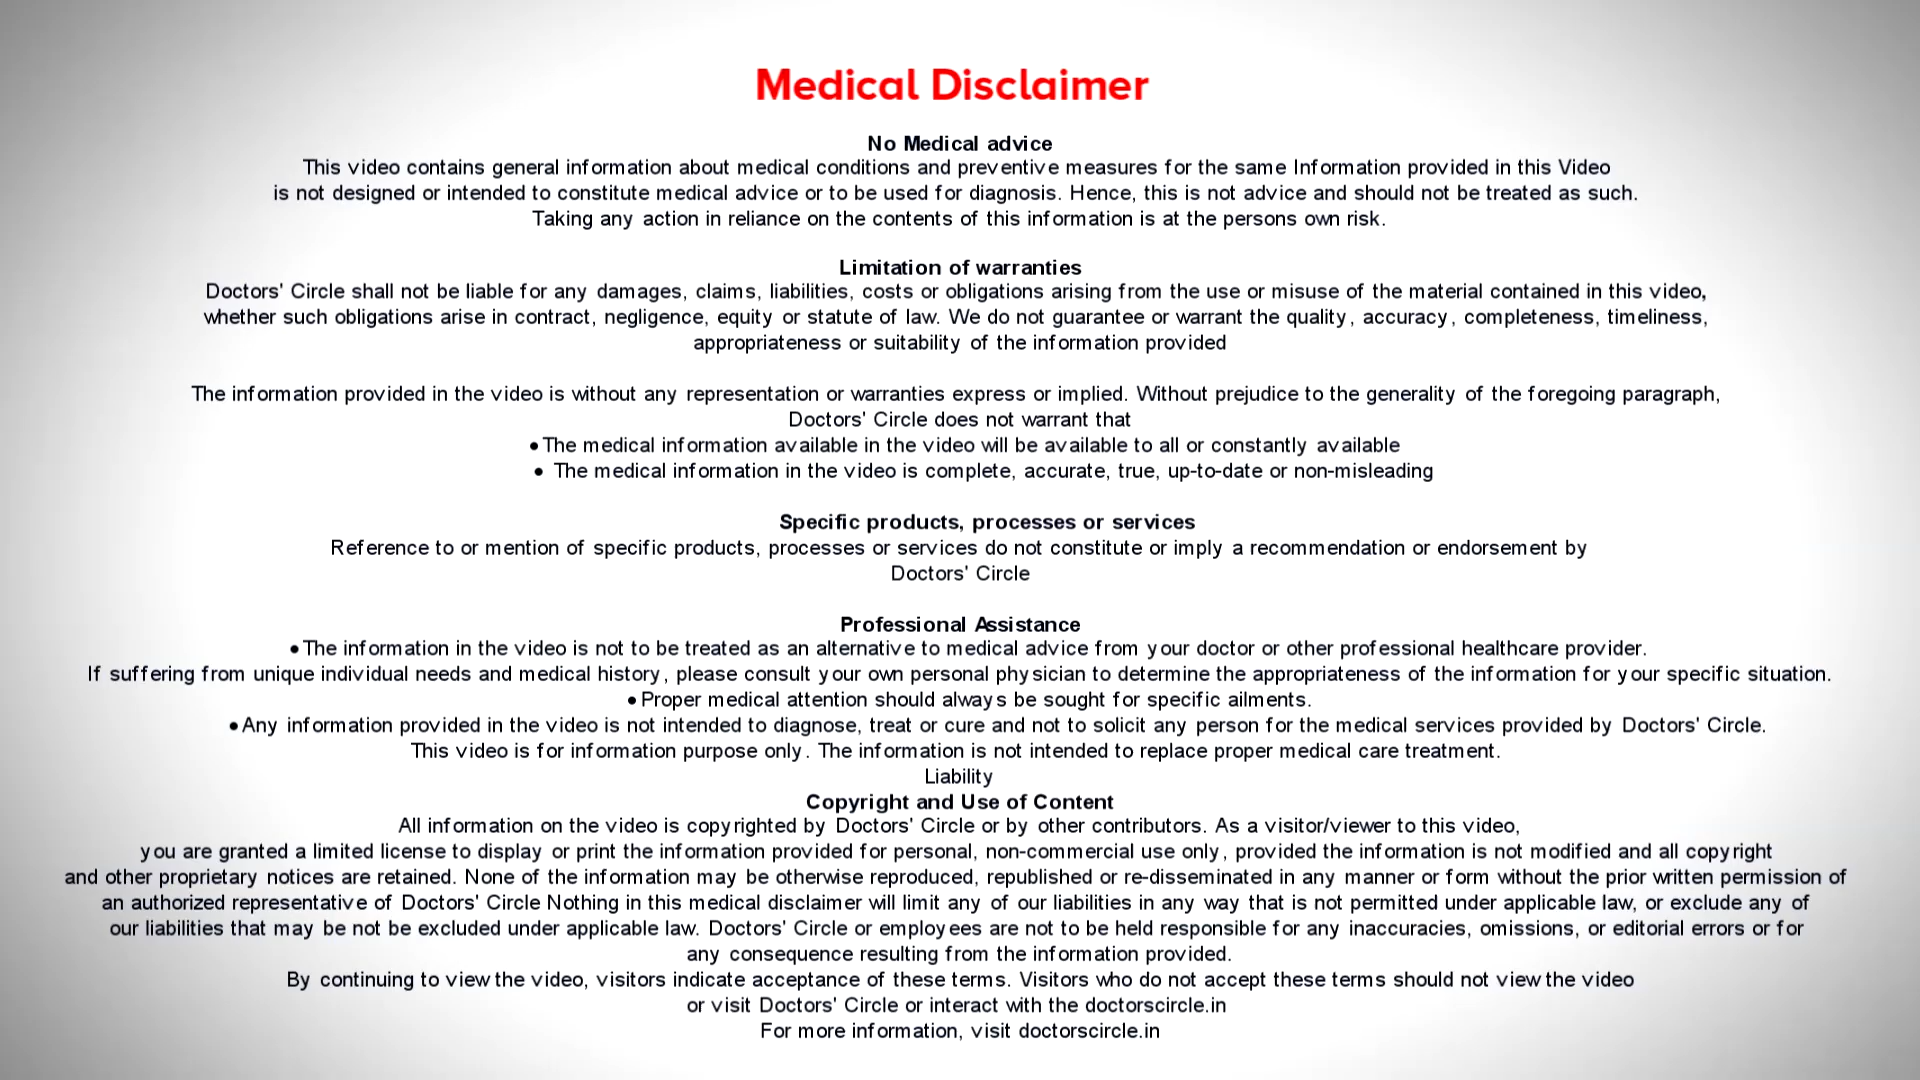 Medical Disclaimer
No Medical advice
This video contains general information about medical conditions and preventive measures for the same Information provided in this Video
is not designed or intended to constitute medical advice or to be used for diagnosis. Hence, this is not advice and should not be treated as such.
Taking any action in reliance on the contents of this information is at the persons own risk.
Limitation of warranties
Doctors' Circle shall not be liable for any damages, claims, liabilities, costs or obligations arising from the use or misuse of the material contained in this video,
whether such obligations arise in contract, negligence, equity or statute of law. We do not guarantee or warrant the quality, accuracy, completeness, timeliness,
appropriateness or suitability of the information provided
The information provided in the video is without any representation or warranties express or implied. Without prejudice to the generality of the foregoing paragraph,
Doctors' Circle does not warrant that
• The medical information available in the video will be available to all or constantly available
• The medical information in the video is complete, accurate, true, up-to-date or non-misleading
Specific products, processes or services
Reference to or mention of specific products, processes or services do not constitute or imply a recommendation or endorsement by
Doctors' Circle
Professional Assistance
• The information in the video is not to be treated as an alternative to medical advice from your doctor or other professional healthcare provider.
If suffering from unique individual needs and medical history, please consult your own personal physician to determine the appropriateness of the information for your specific situation.
• Proper medical attention should always be sought for specific ailments.
• Any information provided in the video is not intended to diagnose, treat or cure and not to solicit any person for the medical services provided by Doctors' Circle.
This video is for information purpose only. The information is not intended to replace proper medical care treatment.
Liability
Copyright and Use of Content
All information on the video is copyrighted by Doctors' Circle or by other contributors. As a visitor/viewer to this video,
you are granted a limited license to display or print the information provided for personal, non-commercial use only, provided the information is not modified and all copyright
and other proprietary notices are retained. None of the information may be otherwise reproduced, republished or re-disseminated in any manner or form without the prior written permission of
an authorized representative of Doctors' Circle Nothing in this medical disclaimer will limit any of our liabilities in any way that is not permitted under applicable law, or exclude any of
our liabilities that may be not be excluded under applicable law. Doctors' Circle or employees are not to be held responsible for any inaccuracies, omissions, or editorial errors or for
any consequence resulting from the information provided.
By continuing to view the video, visitors indicate acceptance of these terms. Visitors who do not accept these terms should not view the video
or visit Doctors' Circle or interact with the doctorscircle.in
For more information, visit doctorscircle.in